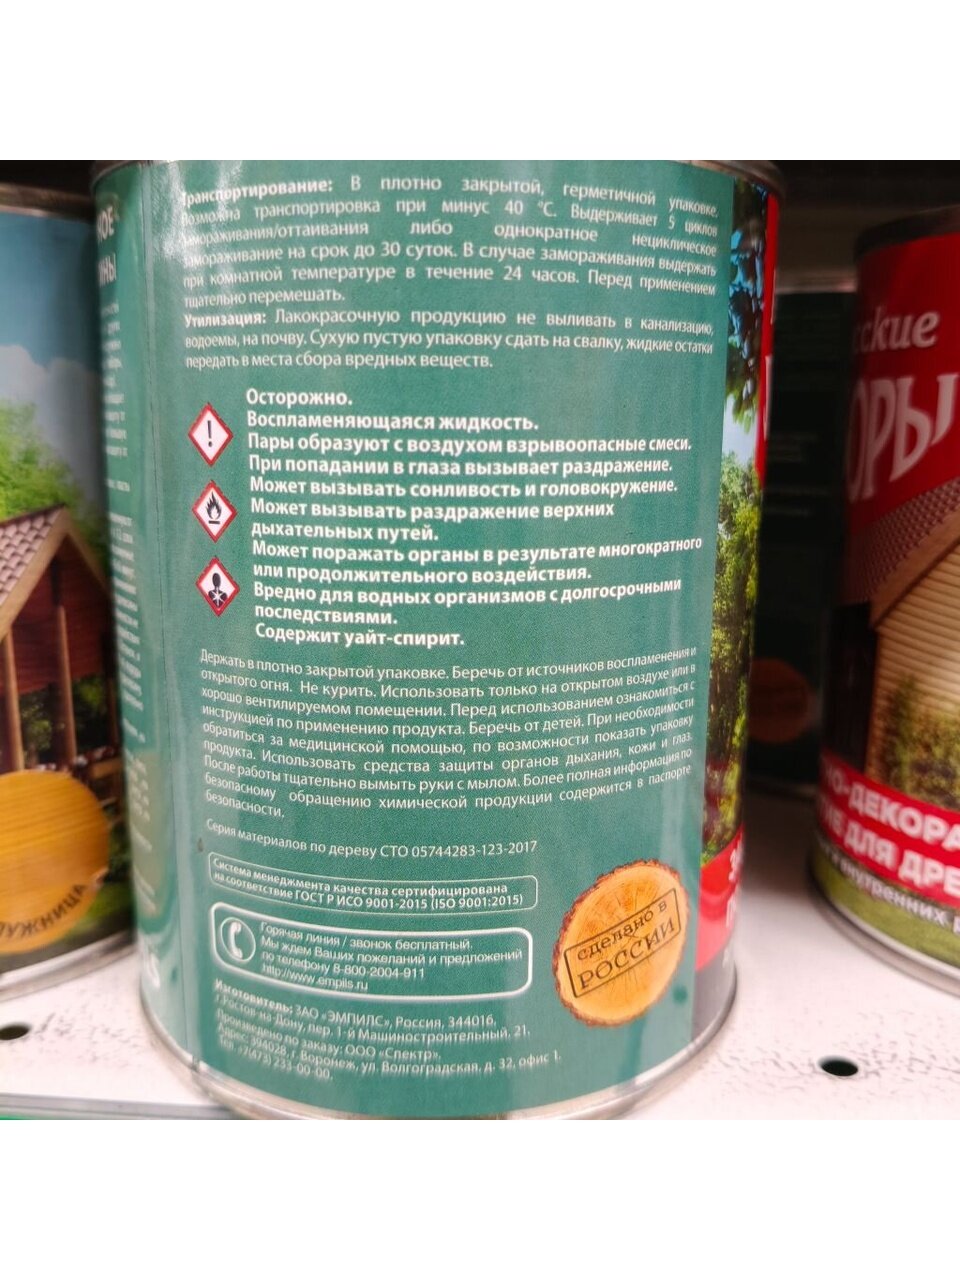 Транспортирование: В плотно закрытой, герметичной упаковке.
Возможна транспортировка при минус 40 °С. Выдерживает 5 циклов
замораживания/оттаивания либо однократное нециклическое
замораживание на срок до 30 суток. В случае замораживания выдержать
при комнатной температуре в течение 24 часов. Перед применением
тщательно перемешать.
Утилизация: Лакокрасочную продукцию не выливать в канализацию,
водоемы, на почву. Сухую пустую упаковку сдать на свалку, жидкие остатки
передать в места сбора вредных веществ.
Осторожно.
Воспламеняющаяся жидкость.
Пары образуют с воздухом взрывоопасные смеси.
При попадании в глаза вызывает раздражение.
Может вызывать сонливость и головокружение.
Может вызывать раздражение верхних
дыхательных путей.
Может поражать органы в результате многократного
или продолжительного воздействия.
Вредно для водных организмов с долгосрочными
последствиями.
Содержит уайт-спирит.
Держать в плотно закрытой упаковке. Беречь от источников воспламенения и
открытого огня. Не курить. Использовать только на открытом воздухе или в
хорошо вентилируемом помещении. Перед использованием ознакомиться с
инструкцией по применению продукта. Беречь от детей. При необходимости
обратиться за медицинской помощью, по возможности показать упаковку
продукта. Использовать средства защиты органов дыхания, кожи и глаз.
После работы тщательно вымыть руки с мылом. Более полная информация по
безопасному обращению химической продукции содержится в паспорте
безопасности.
Серия материалов по дереву СТО 05744283-123-2017
Система менеджмента качества сертифицирована
на соответствие ГОСТ Р ИСО 9001-2015 (ISO 9001:2015)
Горячая линия / звонок бесплатный.
Мы ждем Ваших пожеланий и предложений
по телефону 8-800-2004-911
http://www.empils.ru
сделано в
РОССИИ
Изготовитель: ЗАО «ЭМПИЛС», Россия, 344016,
г.Ростов-на-Дону, пер. 1-й Машиностроительный, 21.
Произведено по заказу: ООО «Спектр».
Адрес: 394028, г. Воронеж, ул. Волгоградская, д. 32, офис 1.
Тел. +7(473) 233-00-00.